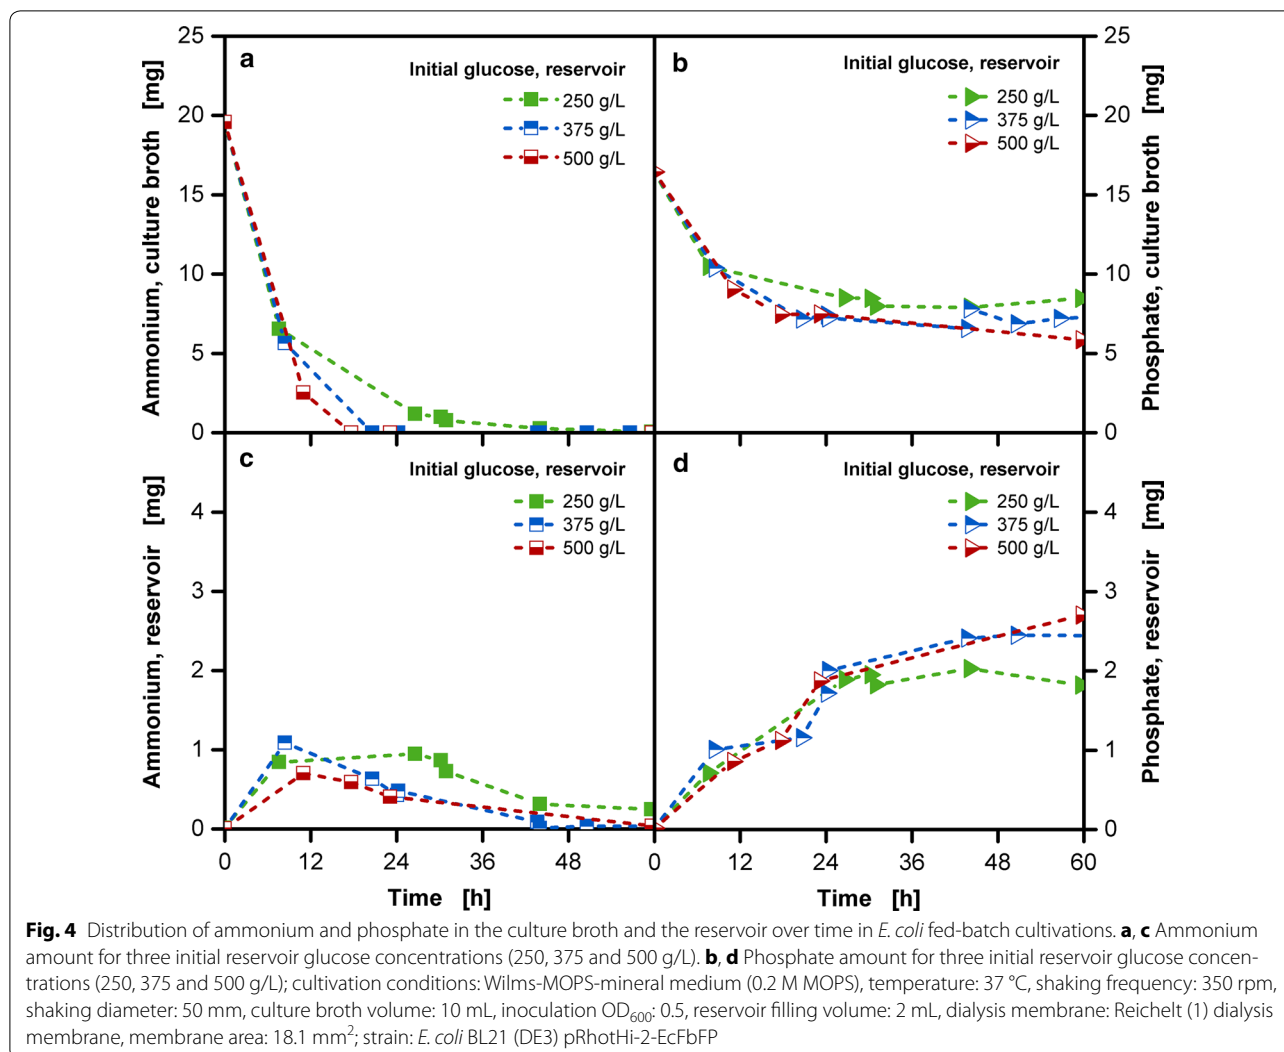 a
Initial glucose, reservoir
250 g/L
375 g/L
500 g/L
Ammonium, culture broth [mg]
25
20
15
10
5
0
b
Initial glucose, reservoir
250 g/L
375 g/L
500 g/L
Phosphate, culture broth [mg]
25
20
15
10
5
0
c
Initial glucose, reservoir
250 g/L
375 g/L
500 g/L
Ammonium, reservoir [mg]
4
3
2
1
0
d
Initial glucose, reservoir
250 g/L
375 g/L
500 g/L
Phosphate, reservoir [mg]
4
3
2
1
0
0 12 24 36 48 0 12 24 36 48 60
Time [h] Time [h]
Fig. 4 Distribution of ammonium and phosphate in the culture broth and the reservoir over time in E. coli fed-batch cultivations. a, c Ammonium
amount for three initial reservoir glucose concentrations (250, 375 and 500 g/L). b, d Phosphate amount for three initial reservoir glucose concen-
trations (250, 375 and 500 g/L); cultivation conditions: Wilms-MOPS-mineral medium (0.2 M MOPS), temperature: 37 °C, shaking frequency: 350 rpm,
shaking diameter: 50 mm, culture broth volume: 10 mL, inoculation OD600: 0.5, reservoir filling volume: 2 mL, dialysis membrane: Reichelt (1) dialysis
membrane, membrane area: 18.1 mm²; strain: E. coli BL21 (DE3) pRhotHi-2-EcFbFP